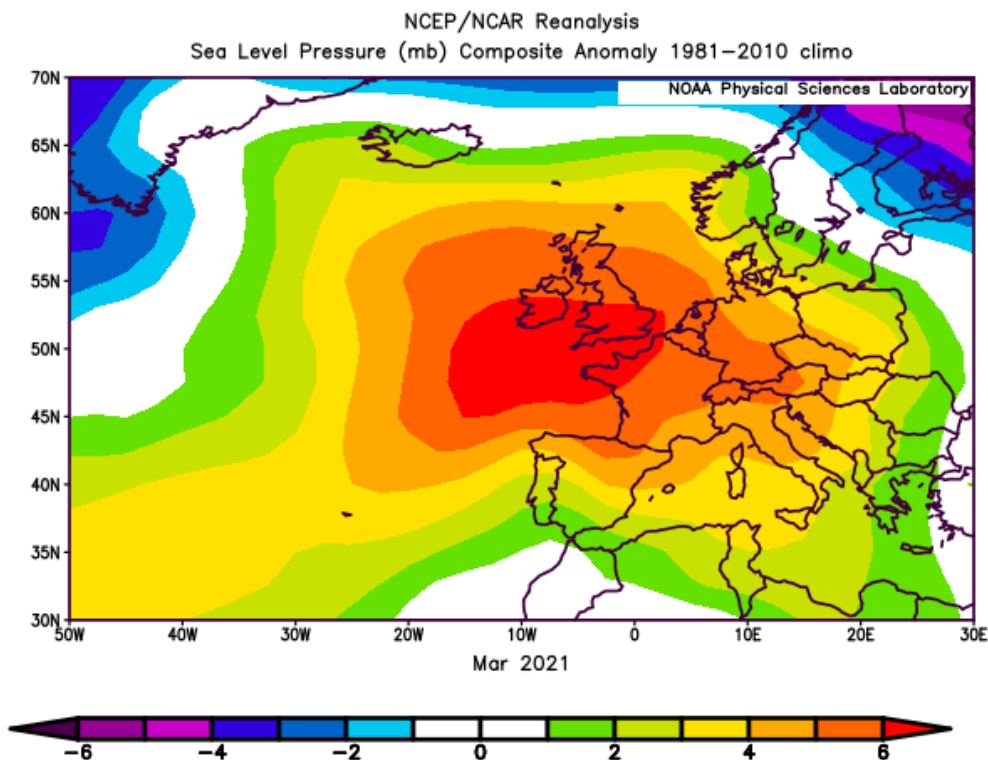 NCEP/NCAR Reanalysis
Sea Level Pressure (mb) Composite Anomaly 1981-2010 climo
NOAA Physical Sciences Laboratory
70N
65N
60N
55N
50N
45N
40N
35N
30N
50W 40W 30W 20W 10W 0 10E 20E 30E
Mar 2021
-6 -4 -2 0 2 4 6